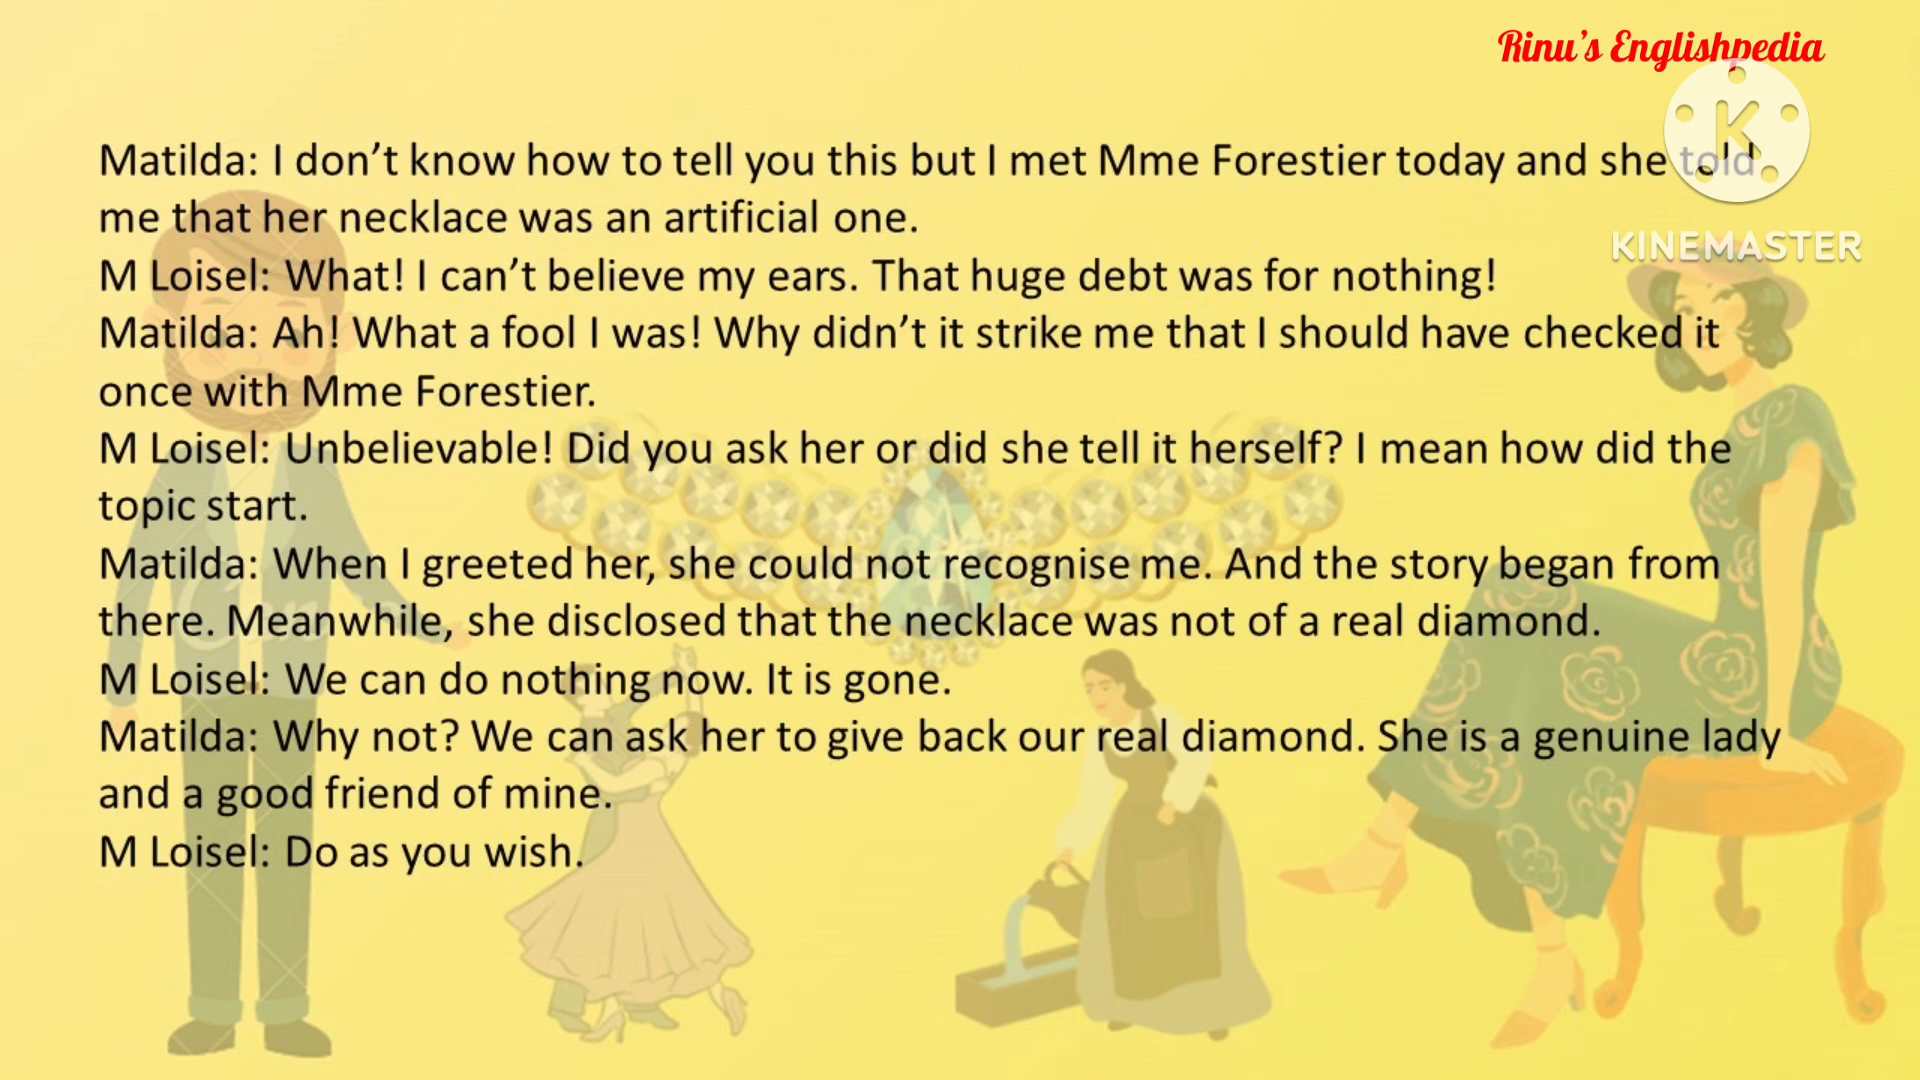 Rinu's Englishpedia
K
KINEMASTER
Matilda: I don't know how to tell you this but I met Mme Forestier today and she told
me that her necklace was an artificial one.
M Loisel: What! I can't believe my ears. That huge debt was for nothing!
Matilda: Ah! What a fool I was! Why didn't it strike me that I should have checked it
once with Mme Forestier.
M Loisel: Unbelievable! Did you ask her or did she tell it herself? I mean how did the
topic start.
Matilda: When I greeted her, she could not recognise me. And the story began from
there. Meanwhile, she disclosed that the necklace was not of a real diamond.
M Loisel: We can do nothing now. It is gone.
Matilda: Why not? We can ask her to give back our real diamond. She is a genuine lady
and a good friend of mine.
M Loisel: Do as you wish.